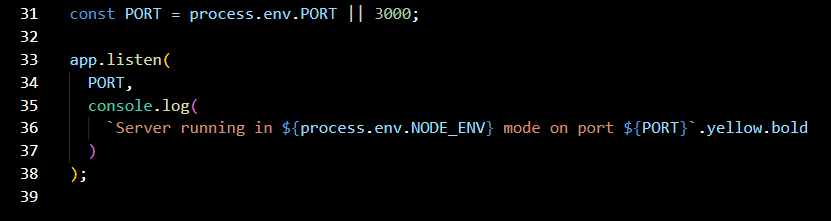 31 const PORT = process.env.PORT || 3000;
32
33 app.listen(
34   PORT,
35   console.log(
36     `Server running in ${process.env.NODE_ENV} mode on port ${PORT}`.yellow.bold
37   )
38 );
39